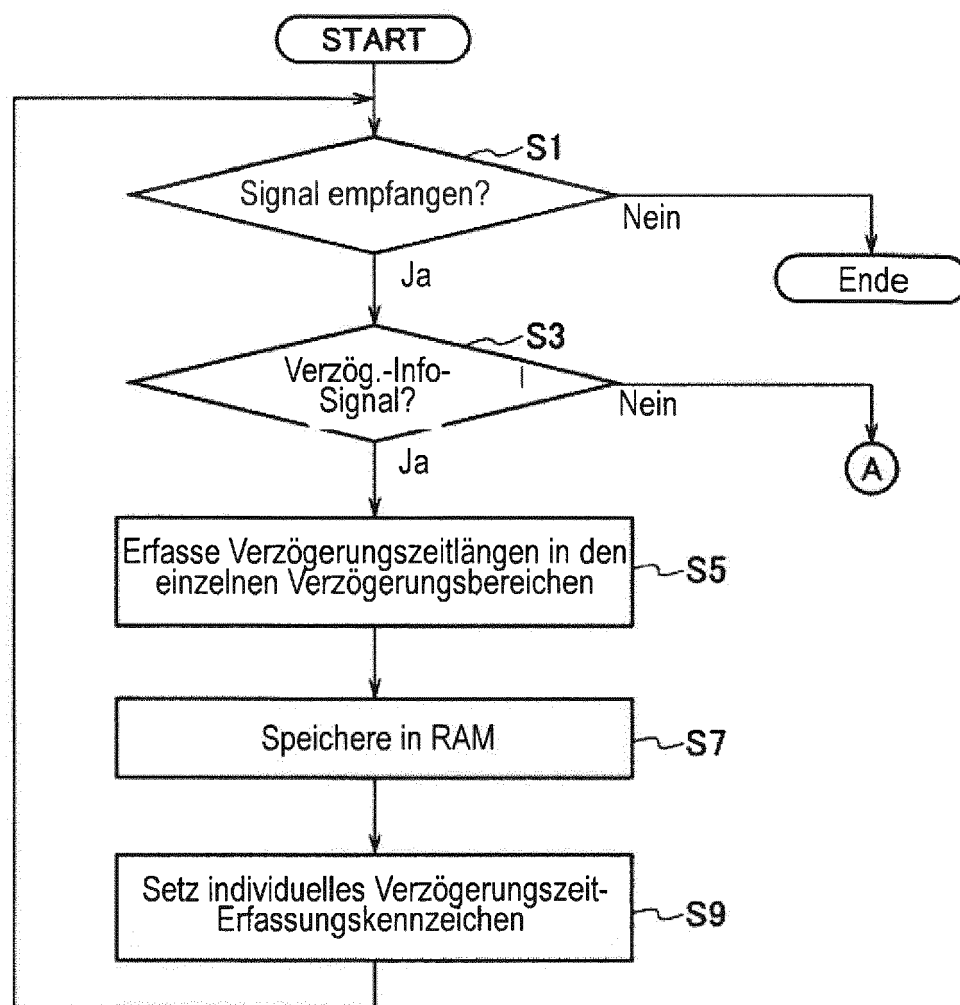 START
S1
Signal empfangen?
Nein
Ja
Ende
S3
Verzög.-Info-
Signal?
Nein
Ja
A
Erfasse Verzögerungszeitlängen in den
einzelnen Verzögerungsbereichen
S5
Speichere in RAM
S7
Setz individuelles Verzögerungszeit-
Erfassungskennzeichen
S9